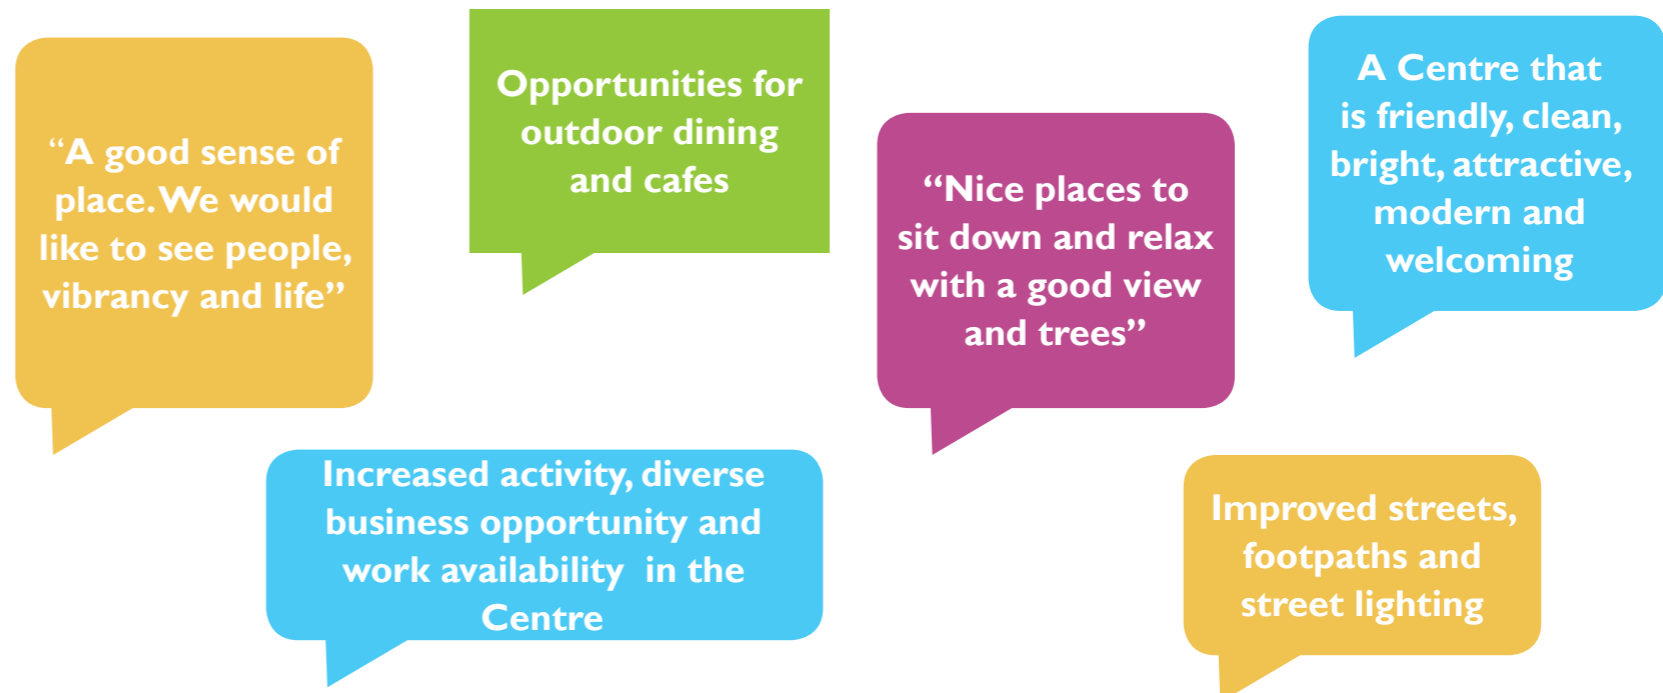 “A good sense of
place. We would
like to see people,
vibrancy and life”
Opportunities for
outdoor dining
and cafes
“Nice places to
sit down and relax
with a good view
and trees”
A Centre that
is friendly, clean,
bright, attractive,
modern and
welcoming
Increased activity, diverse
business opportunity and
work availability in the
Centre
Improved streets,
footpaths and
street lighting